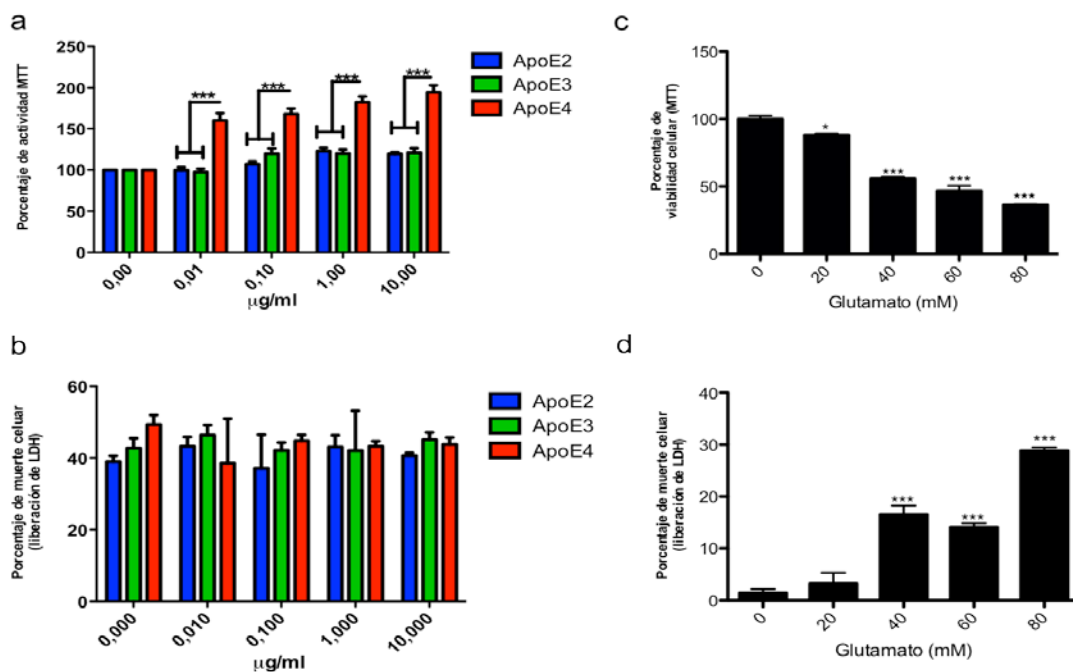 a
Porcentaje de actividad MTT
250
200
150
100
50
0
***
***
***
***
ApoE2
ApoE3
ApoE4
0,00
0,01
0,10
1,00
10,00
µg/ml
b
Porcentaje de muerte celuar
(liberación de LDH)
60
40
20
0
ApoE2
ApoE3
ApoE4
0,000
0,010
0,100
1,000
10,000
µg/ml
c
Porcentaje de
viabilidad celular (MTT)
150
100
50
0
*
***
***
***
0
20
40
60
80
Glutamato (mM)
d
Porcentaje de muerte celuar
(liberación de LDH)
40
30
20
10
0
***
***
***
0
20
40
60
80
Glutamato (mM)